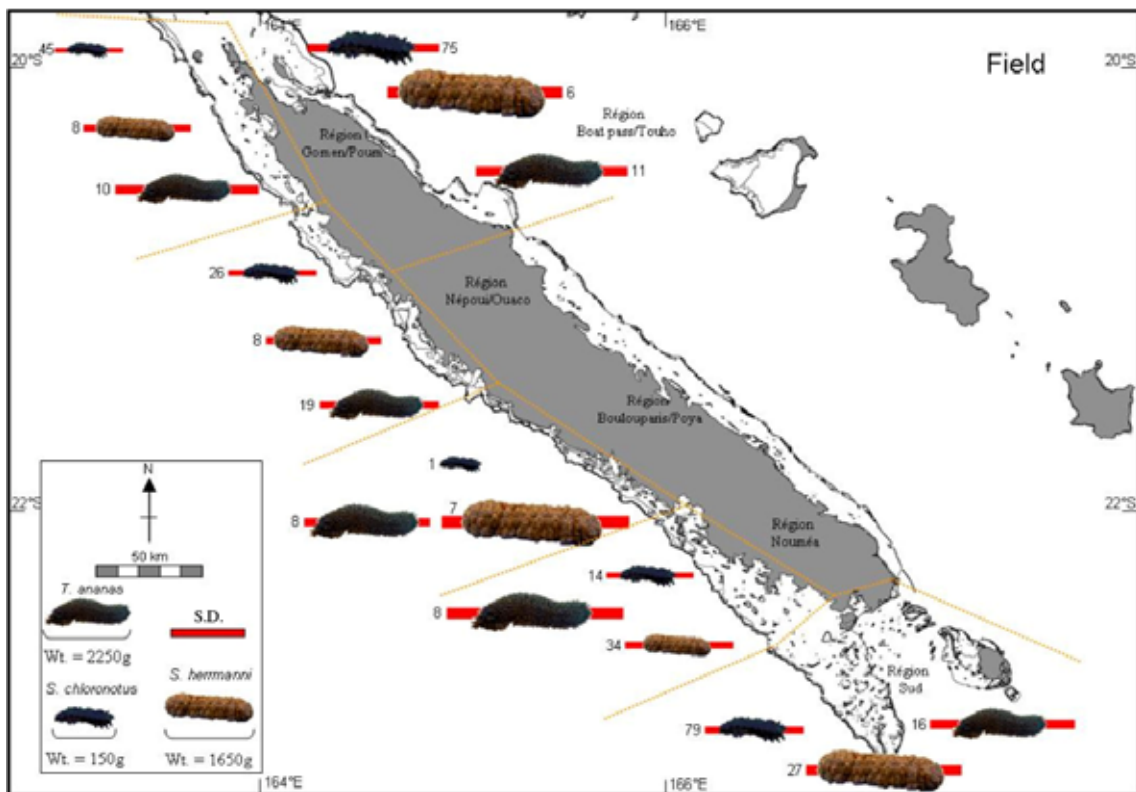 164°E
166°E
45
75
20°S
20°S
Field
6
8
Région
Boat pass/Touho
Région
Gomen/Poum
10
11
26
Région
Népoui/Ouaco
8
19
Région
Boulouparis/Poya
1
N
22°S
22°S
8
7
Région
Nouméa
50 km
14
T. ananas
8
S.D.
34
Wt. = 2250g
Région
Sud
S. herrmanni
S. chloronotus
79
16
Wt. = 150g
Wt. = 1650g
27
164°E
166°E